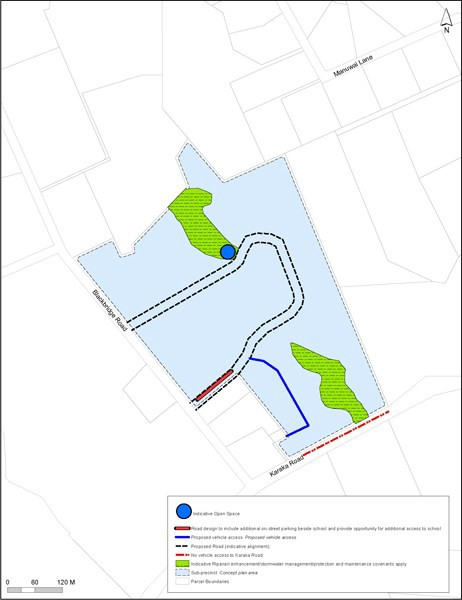 N
Manuwai Lane
Blackbridge Road
Karaka Road
Indicative Open Space
Road design to include additional on-street parking beside school and provide opportunity for additional access to school
Proposed vehicle access Proposed vehicle access
Proposed Road (indicative alignment)
No vehicle access to Karaka Road
Indicative Riparian enhancement/stormwater management/protection and maintenance covenants apply
Sub-precinct Concept plan area
Parcel Boundaries
0 60 120 M